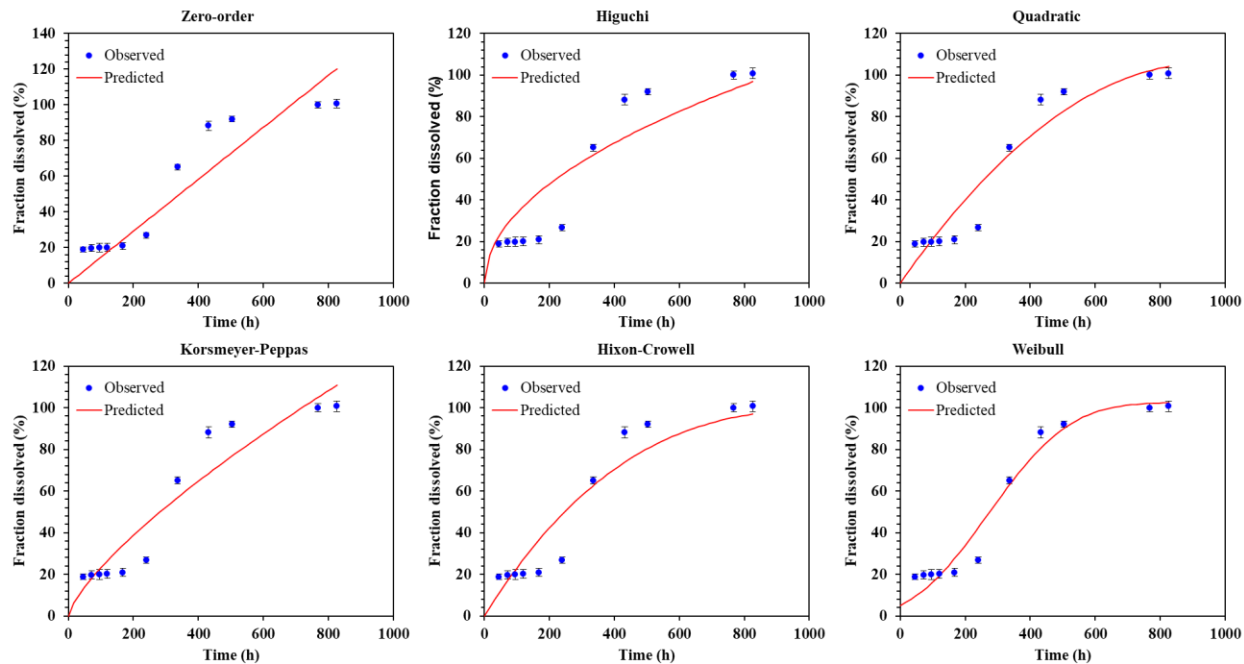 Zero-order
140
120
100
80
60
40
20
0
Fraction dissolved (%)
Observed
Predicted
0 200 400 600 800 1000
Time (h)
Higuchi
120
100
80
60
40
20
0
Fraction dissolved (%)
Observed
Predicted
0 200 400 600 800 1000
Time (h)
Quadratic
120
100
80
60
40
20
0
Fraction dissolved (%)
Observed
Predicted
0 200 400 600 800 1000
Time (h)
Korsmeyer-Peppas
120
100
80
60
40
20
0
Fraction dissolved (%)
Observed
Predicted
0 200 400 600 800 1000
Time (h)
Hixon-Crowell
120
100
80
60
40
20
0
Fraction dissolved (%)
Observed
Predicted
0 200 400 600 800 1000
Time (h)
Weibull
120
100
80
60
40
20
0
Fraction dissolved (%)
Observed
Predicted
0 200 400 600 800 1000
Time (h)